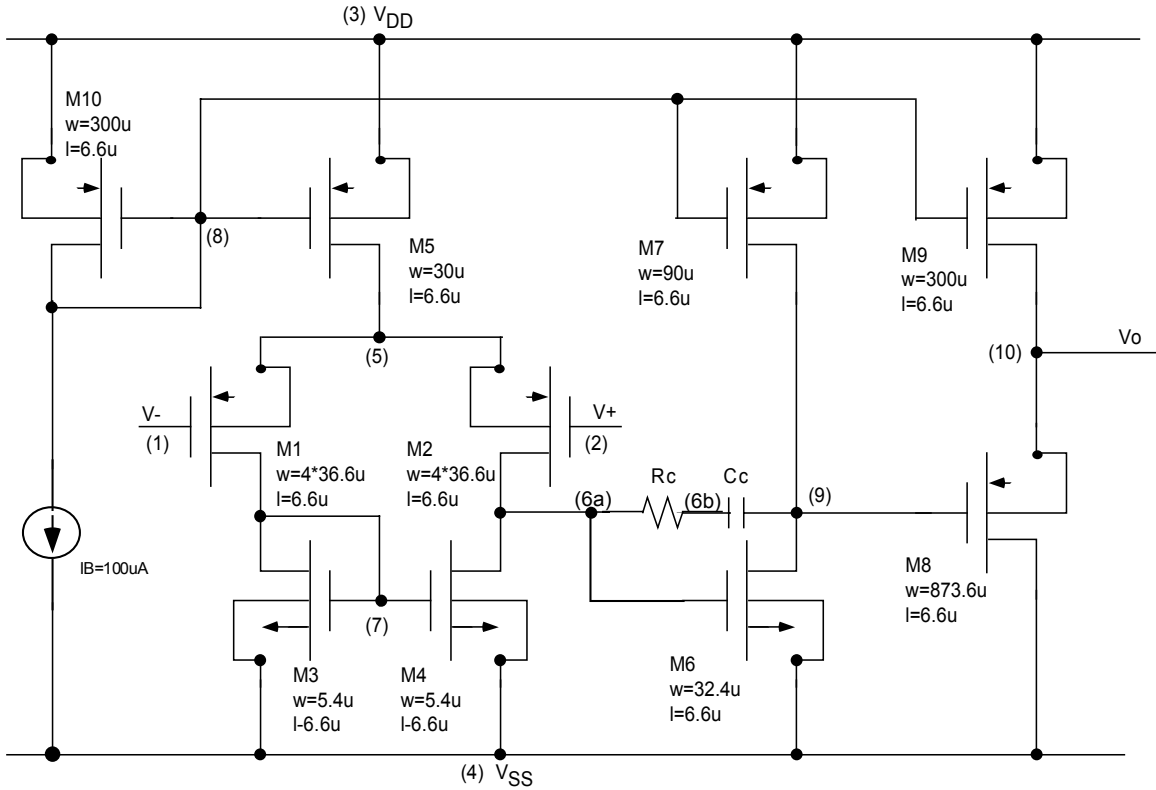 (3) VDD
M10
w=300u
l=6.6u
(8)
M5
w=30u
l=6.6u
M7
w=90u
l=6.6u
M9
w=300u
l=6.6u
(5)
(10)
Vo
V-
(1)
V+
(2)
M1
w=4*36.6u
l=6.6u
M2
w=4*36.6u
l=6.6u
(6a)
Rc
(6b)
Cc
(9)
IB=100uA
M8
w=873.6u
l=6.6u
(7)
M3
w=5.4u
l-6.6u
M4
w=5.4u
l-6.6u
M6
w=32.4u
l=6.6u
(4) VSS